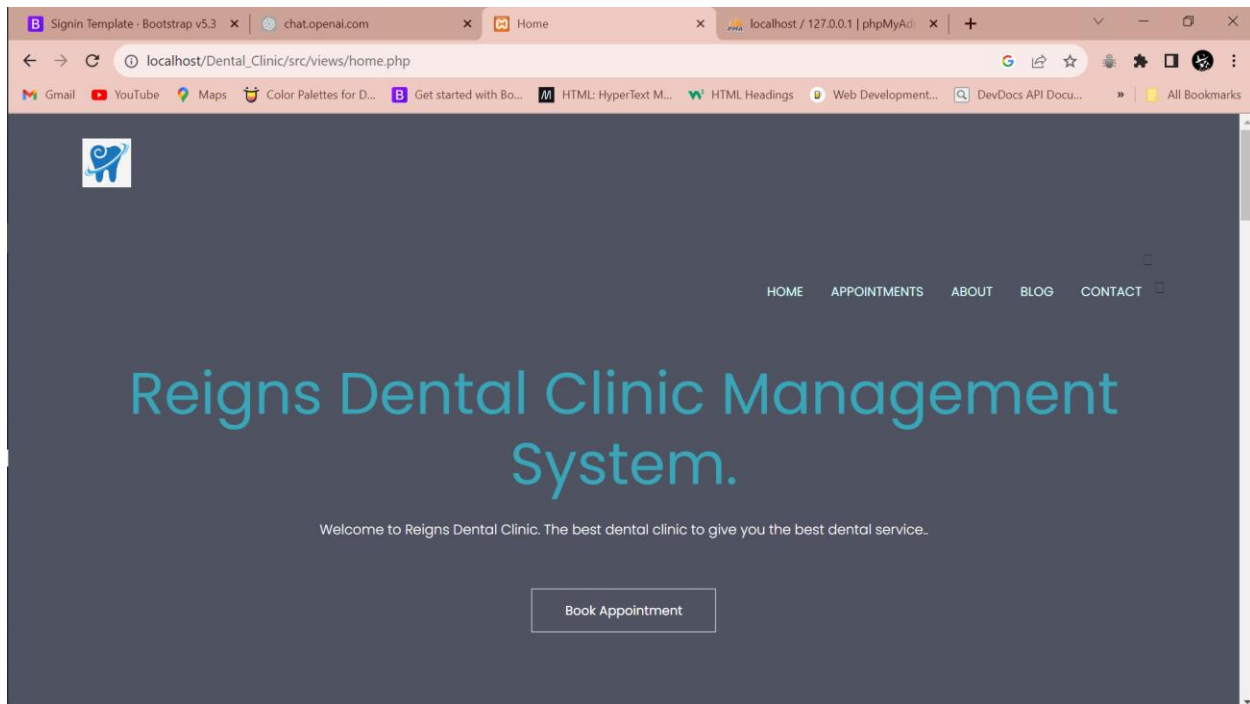 Signin Template · Bootstrap v5.3
chat.openai.com
Home
localhost / 127.0.0.1 | phpMyAd
localhost/Dental_Clinic/src/views/home.php
Gmail YouTube Maps Color Palettes for D... Get started with Bo... HTML: HyperText M... HTML Headings Web Development... DevDocs API Docu... » All Bookmarks
HOME APPOINTMENTS ABOUT BLOG CONTACT
Reigns Dental Clinic Management
System.
Welcome to Reigns Dental Clinic. The best dental clinic to give you the best dental service..
Book Appointment